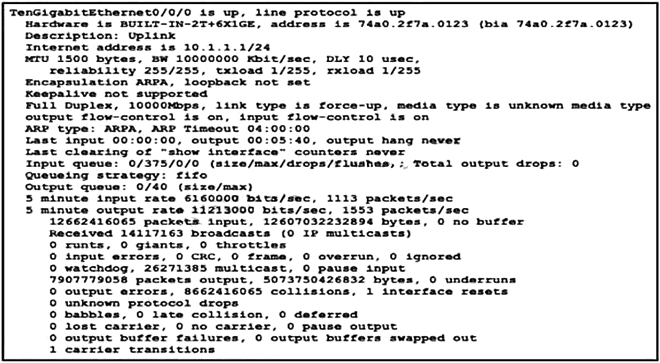 TenGigabitEthernet0/0/0 is up, line protocol is up
Hardware is BUILT-IN-2T+6X1GE, address is 74a0.2f7a.0123 (bia 74a0.2f7a.0123)
Description: Uplink
Internet address is 10.1.1.1/24
MTU 1500 bytes, BW 10000000 Kbit/sec, DLY 10 usec,
reliability 255/255, txload 1/255, rxload 1/255
Encapsulation ARPA, loopback not set
Keepalive not supported
Full Duplex, 10000Mbps, link type is force-up, media type is unknown media type
output flow-control is on, input flow-control is on
ARP type: ARPA, ARP Timeout 04:00:00
Last input 00:00:00, output 00:05:40, output hang never
Last clearing of "show interface" counters never
Input queue: 0/375/0/0 (size/max/drops/flushes,; Total output drops: 0
Queueing strategy: fifo
Output queue: 0/40 (size/max)
5 minute input rate 6160000 bits/sec, 1113 packets/sec
5 minute output rate 11213000 bits/sec, 1553 packets/sec
12662416065 packets input, 12607032232894 bytes, 0 no buffer
Received 14117163 broadcasts (0 IP multicasts)
0 runts, 0 giants, 0 throttles
0 input errors, 0 CRC, 0 frame, 0 overrun, 0 ignored
0 watchdog, 26271385 multicast, 0 pause input
7907779058 packets output, 5073750426832 bytes, 0 underruns
0 output errors, 8662416065 collisions, 1 interface resets
0 unknown protocol drops
0 babbles, 0 late collision, 0 deferred
0 lost carrier, 0 no carrier, 0 pause output
0 output buffer failures, 0 output buffers swapped out
1 carrier transitions